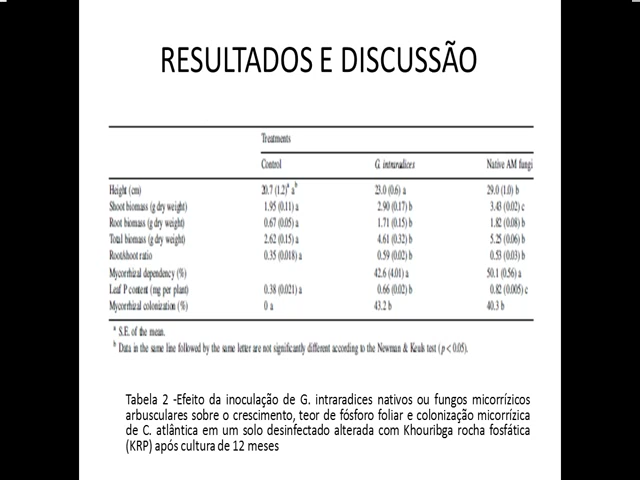 RESULTADOS E DISCUSSÃO
Treatments
Control G. intraradices Native AM fungi
Height (cm) 20.7 (1.2)ᵃ aᵇ 23.0 (0.6) a 29.0 (1.0) b
Shoot biomass (g dry weight) 1.95 (0.11) a 2.90 (0.17) b 3.43 (0.02) c
Root biomass (g dry weight) 0.67 (0.05) a 1.71 (0.15) b 1.82 (0.08) b
Total biomass (g dry weight) 2.62 (0.15) a 4.61 (0.32) b 5.25 (0.06) b
Root/shoot ratio 0.35 (0.018) a 0.59 (0.02) b 0.53 (0.03) b
Mycorrhizal dependency (%) 42.6 (4.01) a 50.1 (0.56) a
Leaf P content (mg per plant) 0.38 (0.021) a 0.66 (0.02) b 0.82 (0.005) c
Mycorrhizal colonization (%) 0 a 43.2 b 40.3 b
ᵃ S.E. of the mean.
ᵇ Data in the same line followed by the same letter are not significantly different according to the Newman & Keuls test (p < 0.05).
Tabela 2 -Efeito da inoculação de G. intraradices nativos ou fungos micorrízicos
arbusculares sobre o crescimento, teor de fósforo foliar e colonização micorrízica
de C. atlântica em um solo desinfectado alterada com Khouribga rocha fosfática
(KRP) após cultura de 12 meses